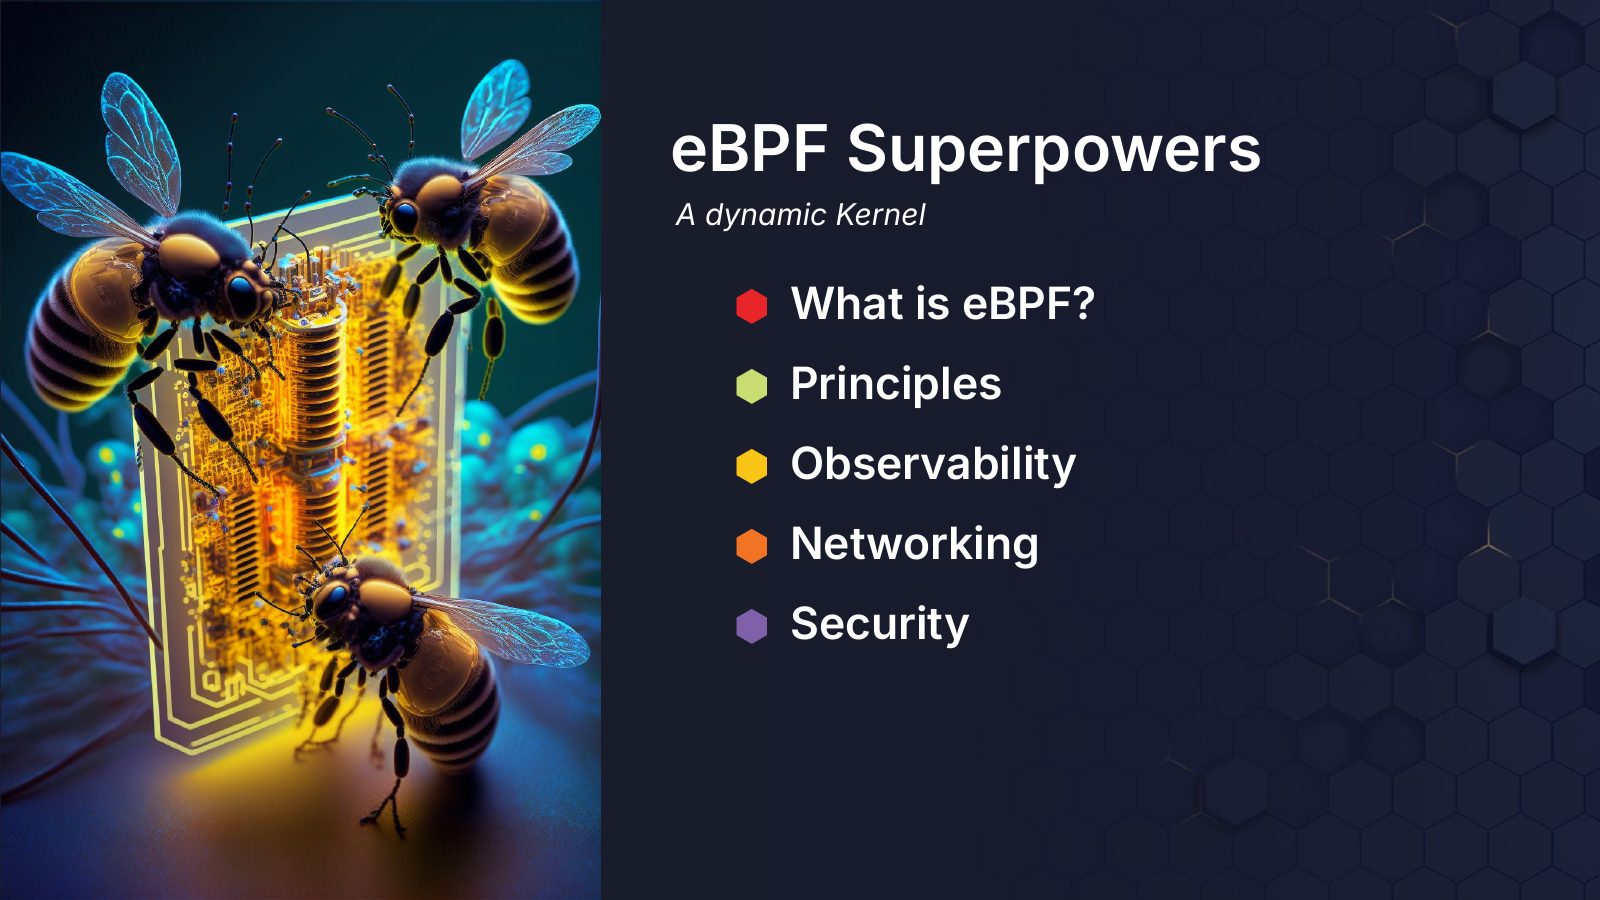 eBPF Superpowers
A dynamic Kernel
What is eBPF?
Principles
Observability
Networking
Security